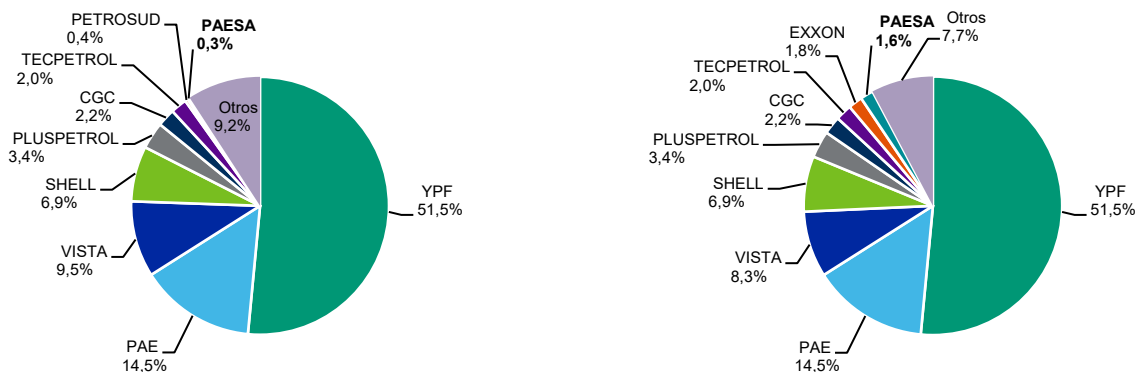 PETROSUD
0,4%
PAESA
0,3%
TECPETROL
2,0%
CGC
2,2%
PLUSPETROL
3,4%
SHELL
6,9%
VISTA
9,5%
PAE
14,5%
Otros
9,2%
YPF
51,5%
EXXON
1,8%
PAESA
1,6%
Otros
7,7%
TECPETROL
2,0%
CGC
2,2%
PLUSPETROL
3,4%
SHELL
6,9%
VISTA
8,3%
PAE
14,5%
YPF
51,5%